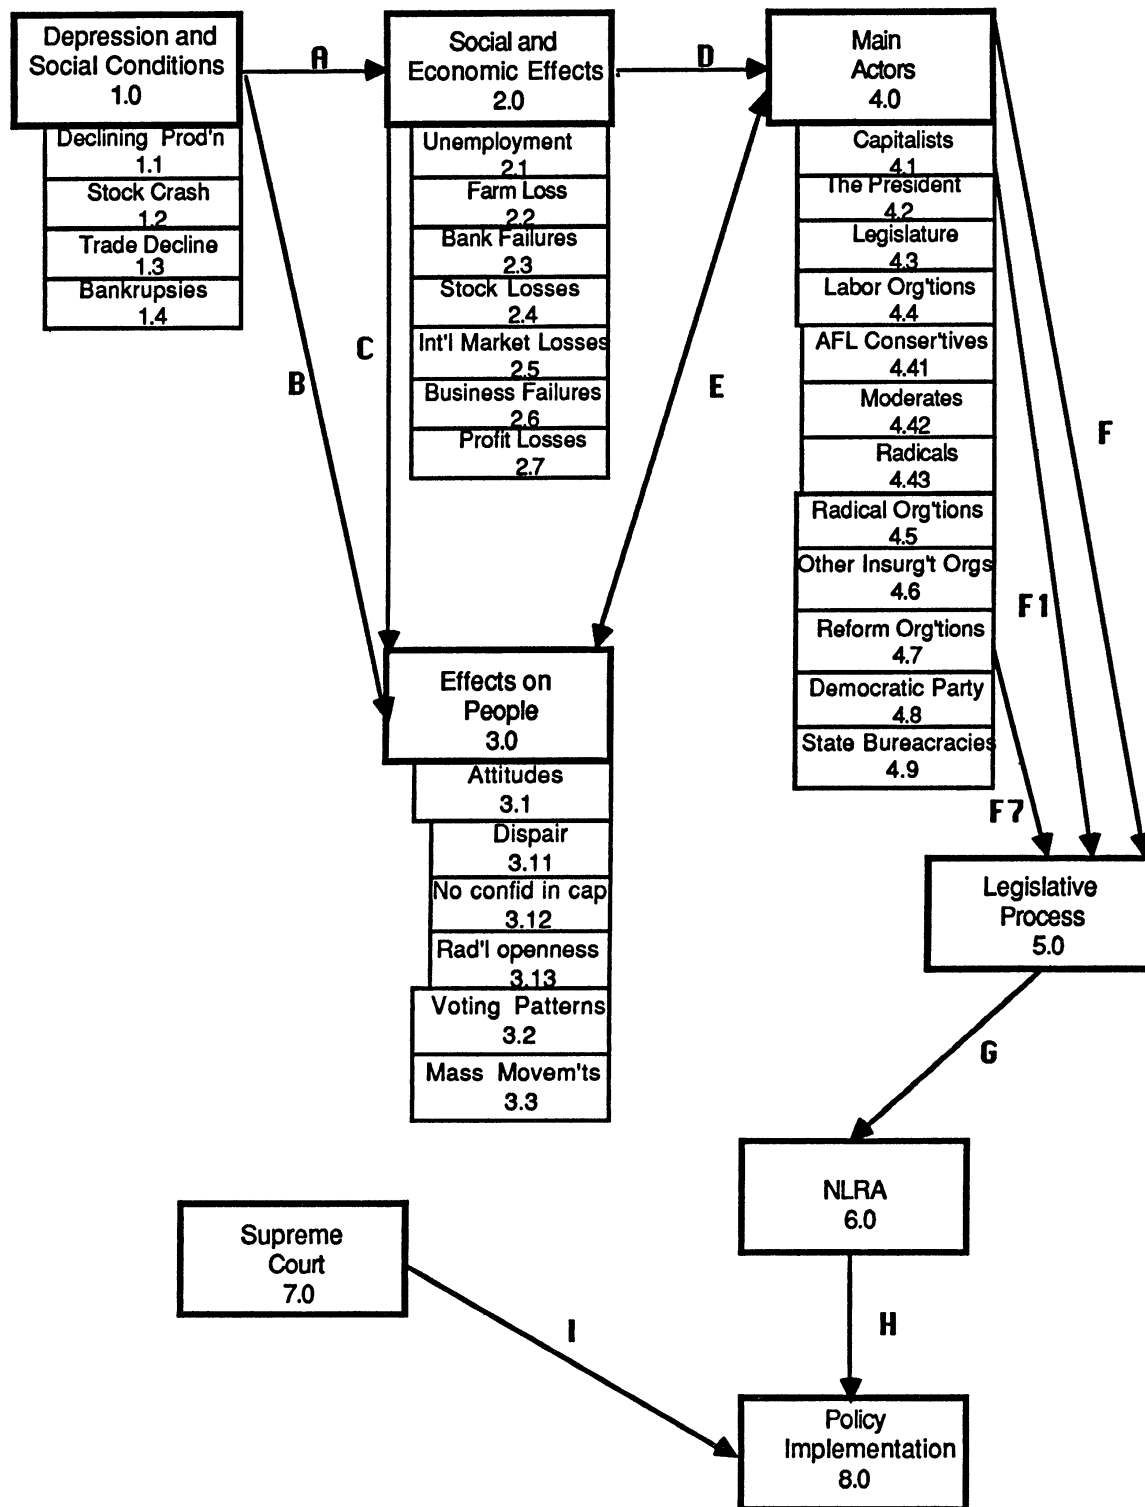 Depression and
Social Conditions
1.0
Declining Prod'n
1.1
Stock Crash
1.2
Trade Decline
1.3
Bankrupsies
1.4
A
B
C
Social and
Economic Effects
2.0
Unemployment
2.1
Farm Loss
2.2
Bank Failures
2.3
Stock Losses
2.4
Int'l Market Losses
2.5
Business Failures
2.6
Profit Losses
2.7
D
E
Effects on
People
3.0
Attitudes
3.1
Dispair
3.11
No confid in cap
3.12
Rad'l openness
3.13
Voting Patterns
3.2
Mass Movem'ts
3.3
Main
Actors
4.0
Capitalists
4.1
The President
4.2
Legislature
4.3
Labor Org'tions
4.4
AFL Conser'tives
4.41
Moderates
4.42
Radicals
4.43
Radical Org'tions
4.5
Other Insurg't Orgs
4.6
Reform Org'tions
4.7
Democratic Party
4.8
State Bureacracies
4.9
F
F1
F7
Legislative
Process
5.0
G
NLRA
6.0
Supreme
Court
7.0
I
H
Policy
Implementation
8.0